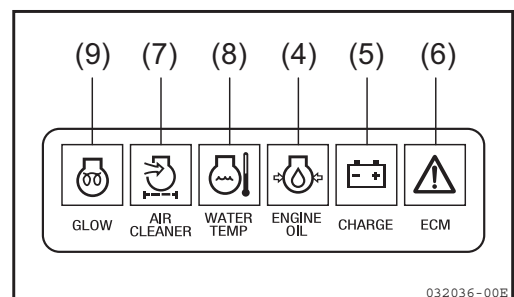 (9) (7) (8) (4) (5) (6)
GLOW AIR CLEANER WATER TEMP ENGINE OIL CHARGE ECM
032036-00E